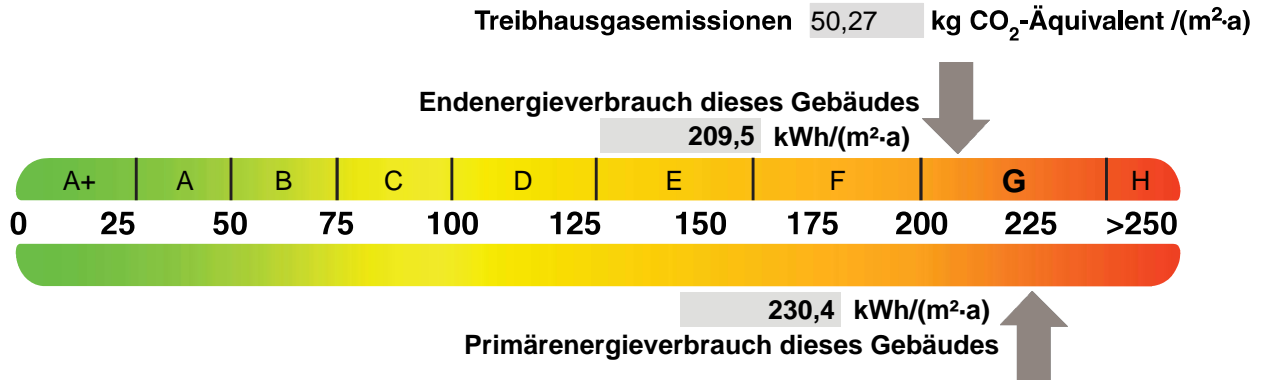 Treibhausgasemissionen 50,27 kg CO₂-Äquivalent /(m²·a)
Endenergieverbrauch dieses Gebäudes
209,5 kWh/(m²·a)
A+ A B C D E F G H
0 25 50 75 100 125 150 175 200 225 >250
230,4 kWh/(m²·a)
Primärenergieverbrauch dieses Gebäudes